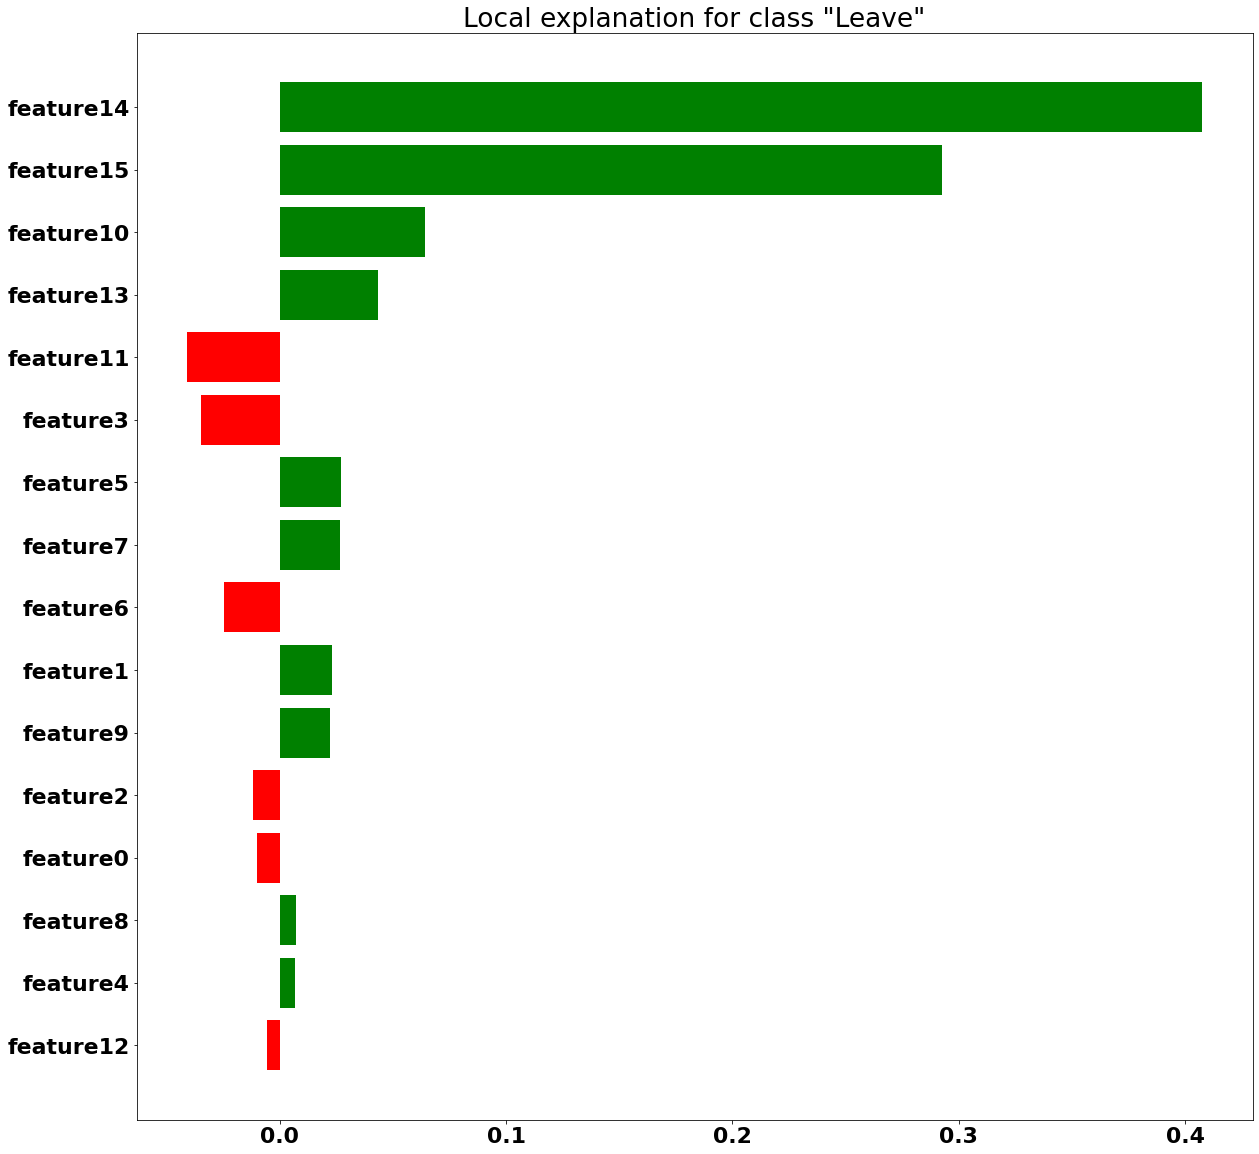 Local explanation for class "Leave"
feature14
feature15
feature10
feature13
feature11
feature3
feature5
feature7
feature6
feature1
feature9
feature2
feature0
feature8
feature4
feature12
0.0 0.1 0.2 0.3 0.4